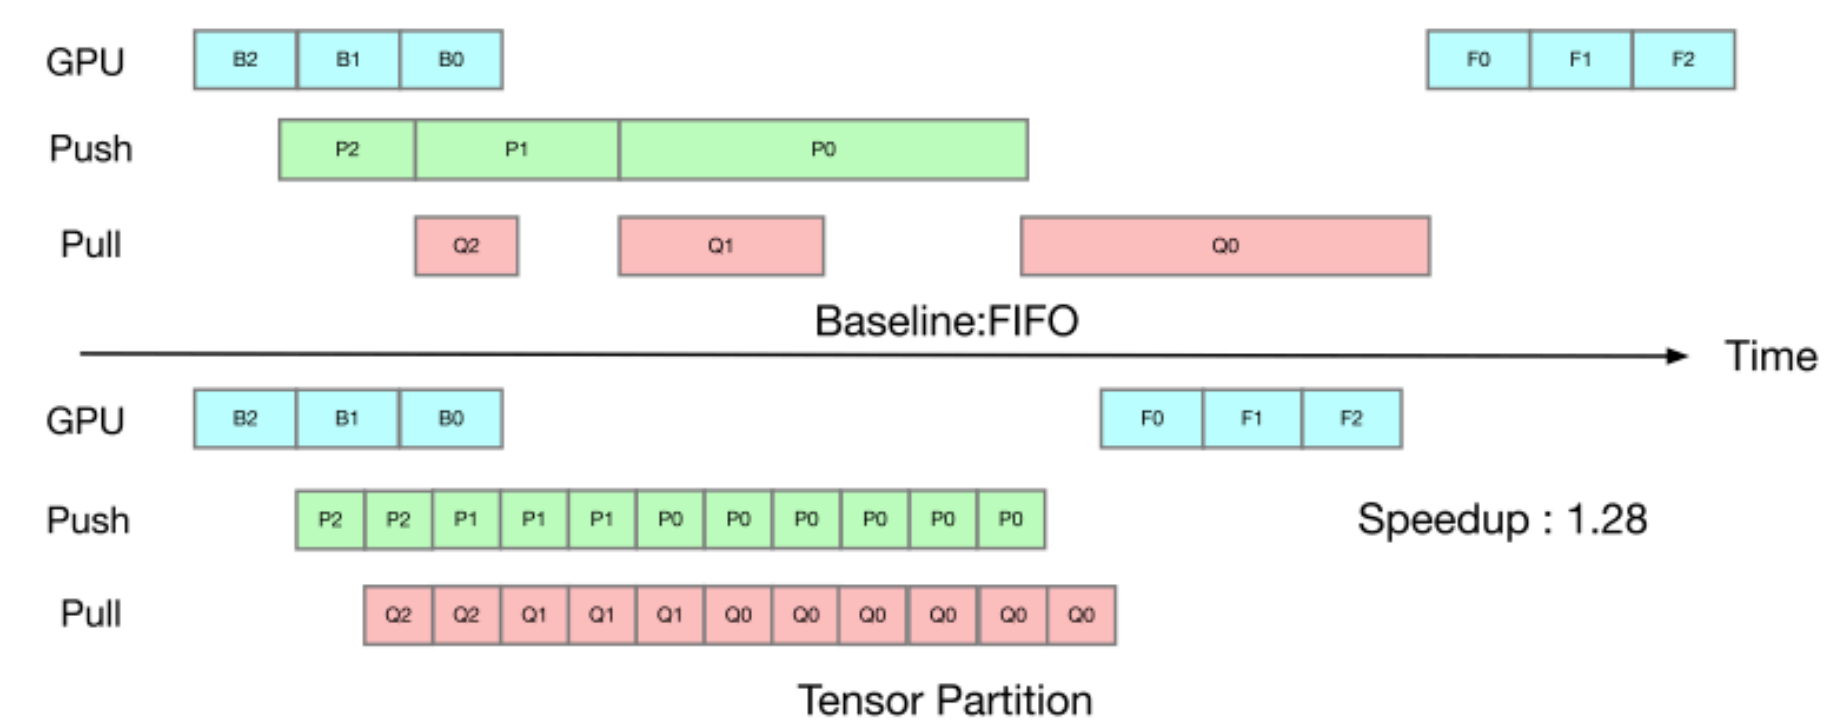 GPU B2 B1 B0 F0 F1 F2
Push P2 P1 P0
Pull Q2 Q1 Q0
Baseline:FIFO
Time
GPU B2 B1 B0 F0 F1 F2
Push P2 P2 P1 P1 P1 P0 P0 P0 P0 P0 P0 Speedup : 1.28
Pull Q2 Q2 Q1 Q1 Q1 Q0 Q0 Q0 Q0 Q0 Q0
Tensor Partition